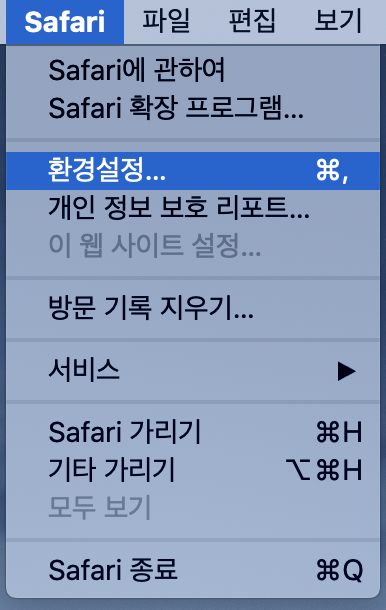 Safari 파일 편집 보기
Safari에 관하여
Safari 확장 프로그램...
환경설정... ⌘,
개인 정보 보호 리포트...
이 웹 사이트 설정...
방문 기록 지우기...
서비스 ▶
Safari 가리기 ⌘H
기타 가리기 ⌥⌘H
모두 보기
Safari 종료 ⌘Q